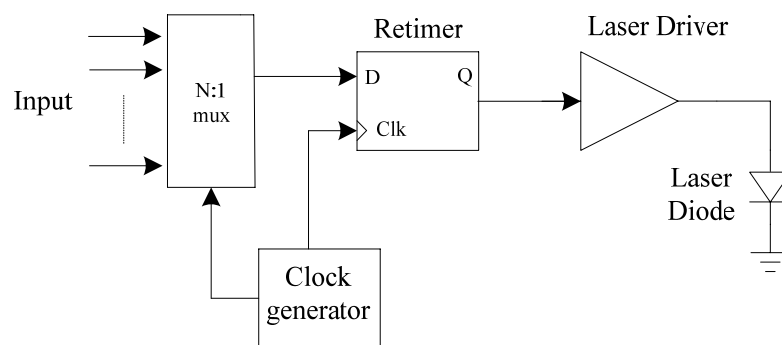 Retimer
Laser Driver
Input
N:1
mux
D
Q
Clk
Laser
Diode
Clock
generator